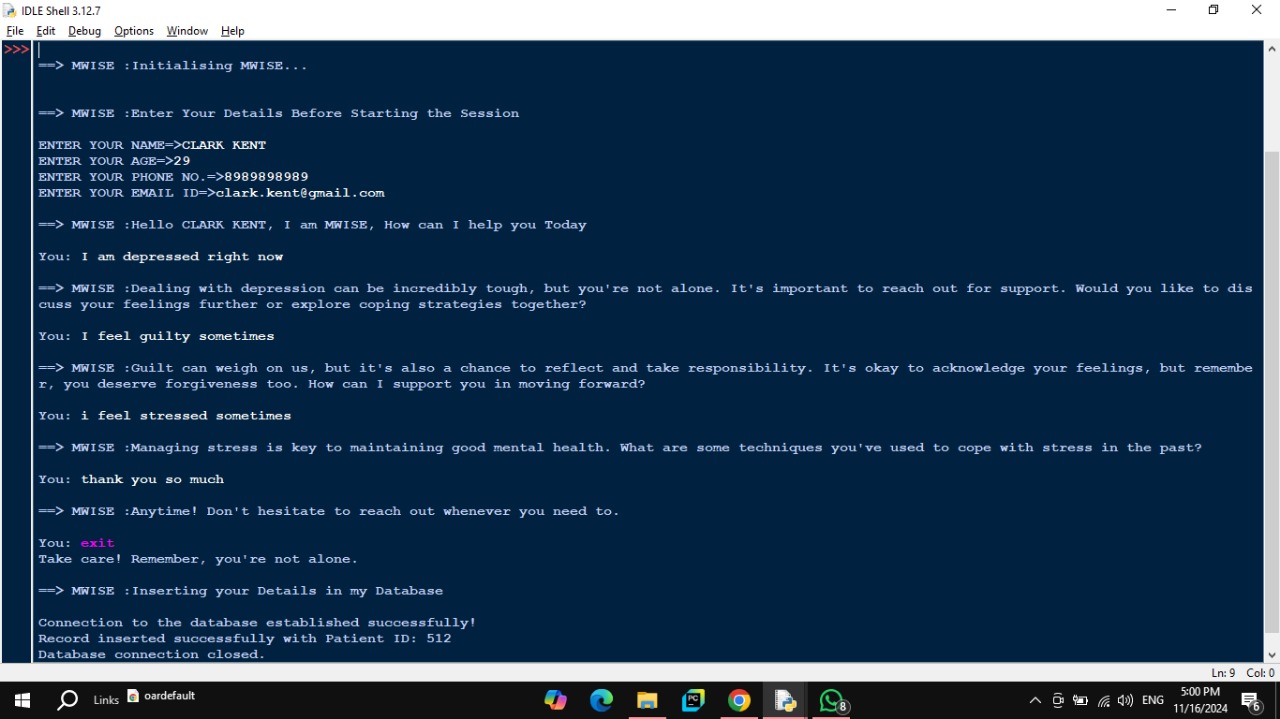 IDLE Shell 3.12.7
File Edit Debug Options Window Help
>>>
==> MWISE :Initialising MWISE...
==> MWISE :Enter Your Details Before Starting the Session
ENTER YOUR NAME=>CLARK KENT
ENTER YOUR AGE=>29
ENTER YOUR PHONE NO.=>8989898989
ENTER YOUR EMAIL ID=>clark.kent@gmail.com
==> MWISE :Hello CLARK KENT, I am MWISE, How can I help you Today
You: I am depressed right now
==> MWISE :Dealing with depression can be incredibly tough, but you're not alone. It's important to reach out for support. Would you like to dis
cuss your feelings further or explore coping strategies together?
You: I feel guilty sometimes
==> MWISE :Guilt can weigh on us, but it's also a chance to reflect and take responsibility. It's okay to acknowledge your feelings, but remembe
r, you deserve forgiveness too. How can I support you in moving forward?
You: i feel stressed sometimes
==> MWISE :Managing stress is key to maintaining good mental health. What are some techniques you've used to cope with stress in the past?
You: thank you so much
==> MWISE :Anytime! Don't hesitate to reach out whenever you need to.
You: exit
Take care! Remember, you're not alone.
==> MWISE :Inserting your Details in my Database
Connection to the database established successfully!
Record inserted successfully with Patient ID: 512
Database connection closed.
Ln: 9 Col: 0
Links oardefault
PC
8
ENG
5:00 PM
11/16/2024
6